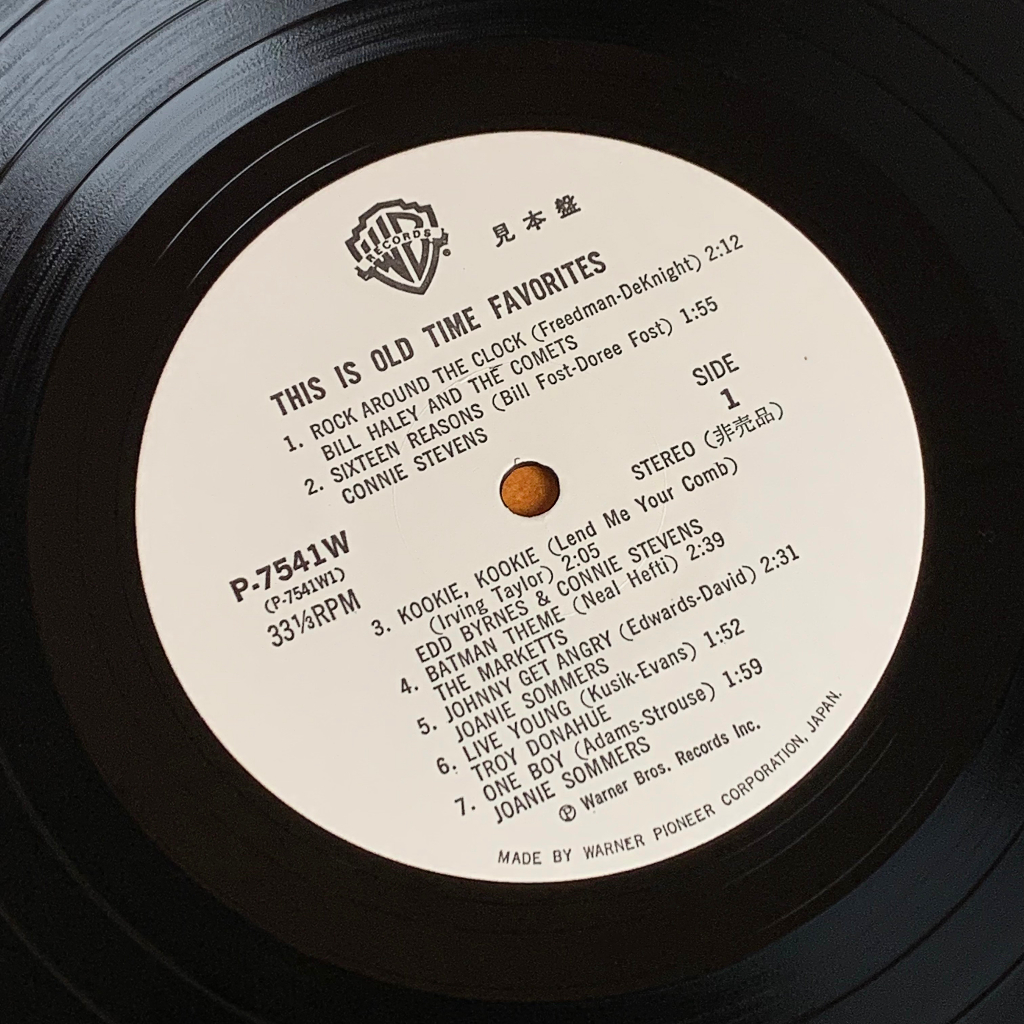 RECORDS
見本盤
THIS IS OLD TIME FAVORITES
1. ROCK AROUND THE CLOCK (Freedman-DeKnight) 2:12
BILL HALEY AND THE COMETS
2. SIXTEEN REASONS (Bill Fost-Doree Fost) 1:55
CONNIE STEVENS
SIDE
1
STEREO (非売品)
P-7541W
(P-7541W1)
33⅓RPM
3. KOOKIE, KOOKIE (Lend Me Your Comb)
(Irving Taylor) 2:05
EDD BYRNES & CONNIE STEVENS
4. BATMAN THEME (Neal Hefti) 2:39
THE MARKETTS
5. JOHNNY GET ANGRY (Edwards-David) 2:31
JOANIE SOMMERS
6. LIVE YOUNG (Kusik-Evans) 1:52
TROY DONAHUE
7. ONE BOY (Adams-Strouse) 1:59
JOANIE SOMMERS
℗ Warner Bros. Records Inc.
MADE BY WARNER PIONEER CORPORATION, JAPAN.